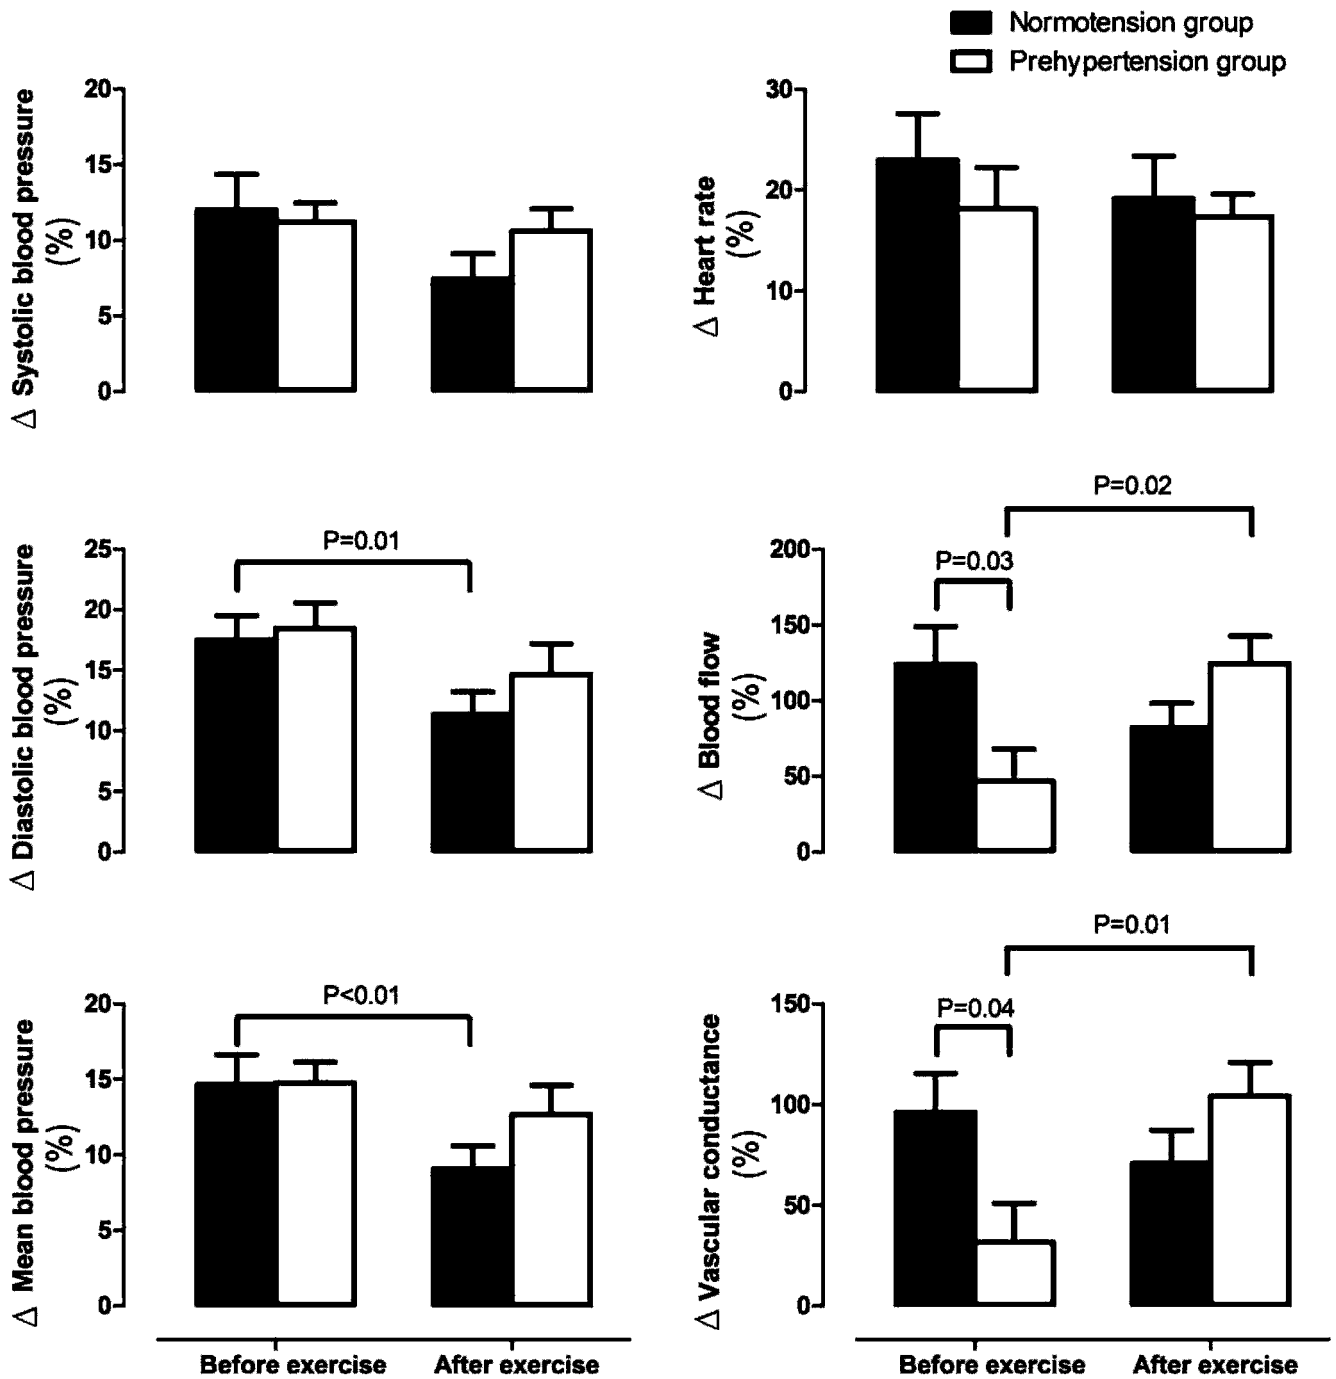 Normotension group
Prehypertension group
Δ Systolic blood pressure
(%)
20
15
10
5
0
Δ Heart rate
(%)
30
20
10
0
Δ Diastolic blood pressure
(%)
25
20
15
10
5
0
P=0.01
Δ Blood flow
(%)
200
150
100
50
0
P=0.02
P=0.03
Δ Mean blood pressure
(%)
20
15
10
5
0
P<0.01
Before exercise
After exercise
Δ Vascular conductance
(%)
150
100
50
0
P=0.01
P=0.04
Before exercise
After exercise